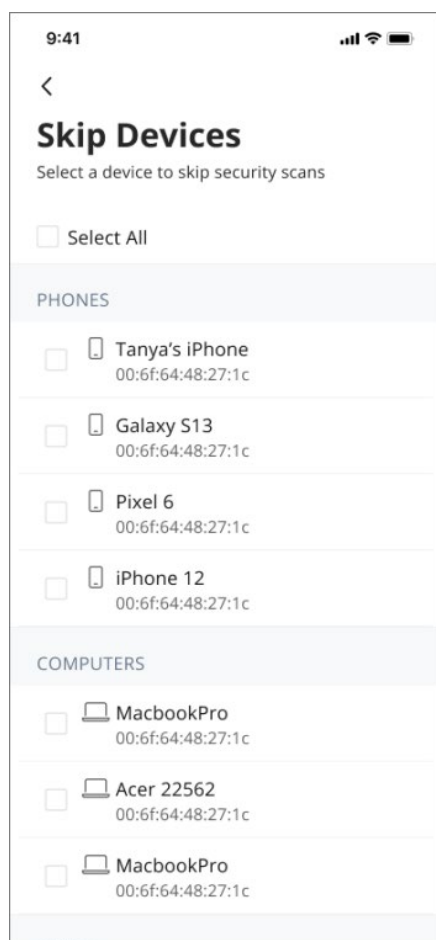 9:41
Skip Devices
Select a device to skip security scans
Select All
PHONES
Tanya’s iPhone
00:6f:64:48:27:1c
Galaxy S13
00:6f:64:48:27:1c
Pixel 6
00:6f:64:48:27:1c
iPhone 12
00:6f:64:48:27:1c
COMPUTERS
MacbookPro
00:6f:64:48:27:1c
Acer 22562
00:6f:64:48:27:1c
MacbookPro
00:6f:64:48:27:1c